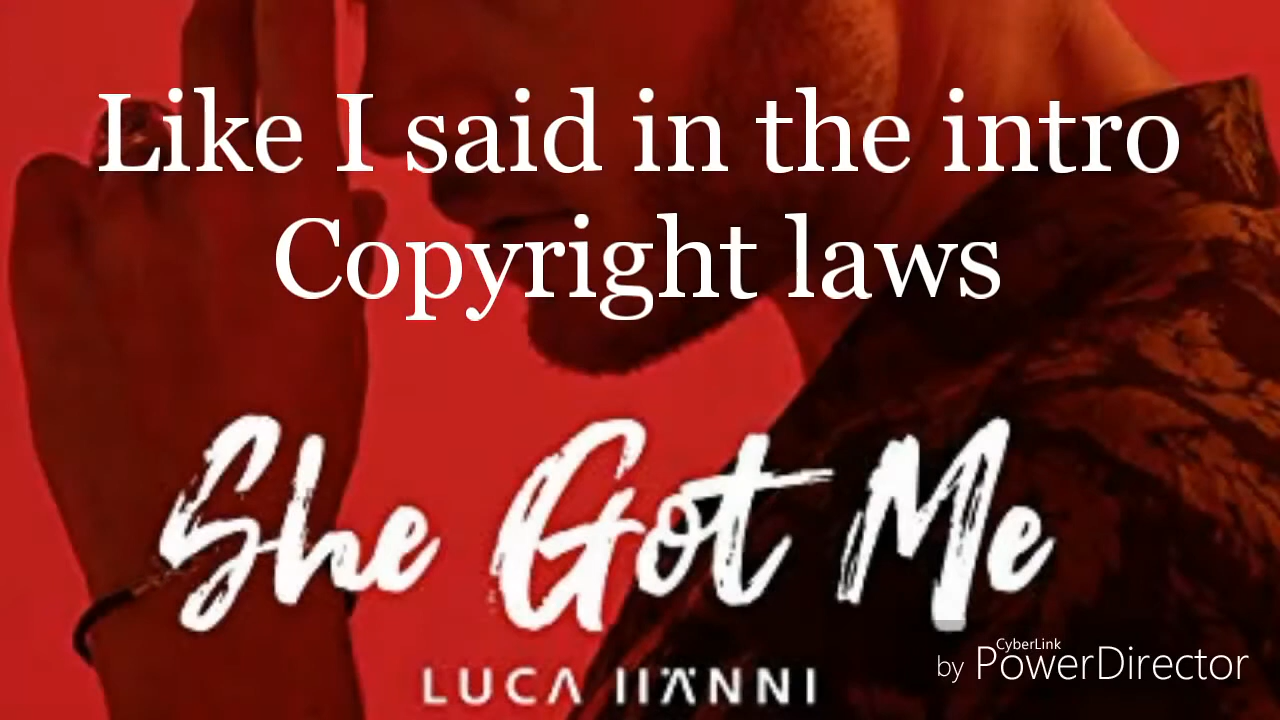 Like I said in the intro
Copyright laws
She Got Me
LUCA HÄNNI
CyberLink
by PowerDirector